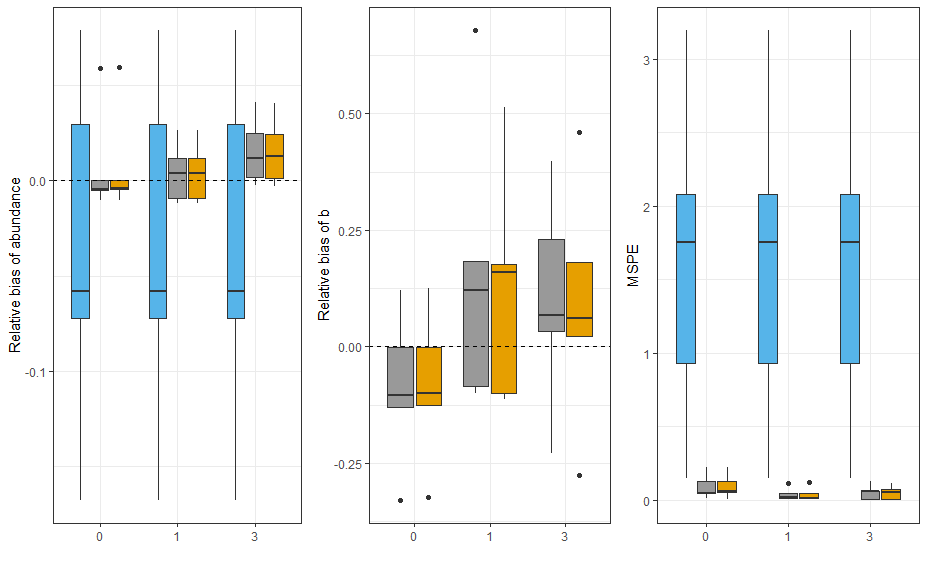 Relative bias of abundance
0.0
-0.1
0 1 3
Relative bias of b
0.50
0.25
0.00
-0.25
0 1 3
MSPE
3
2
1
0
0 1 3